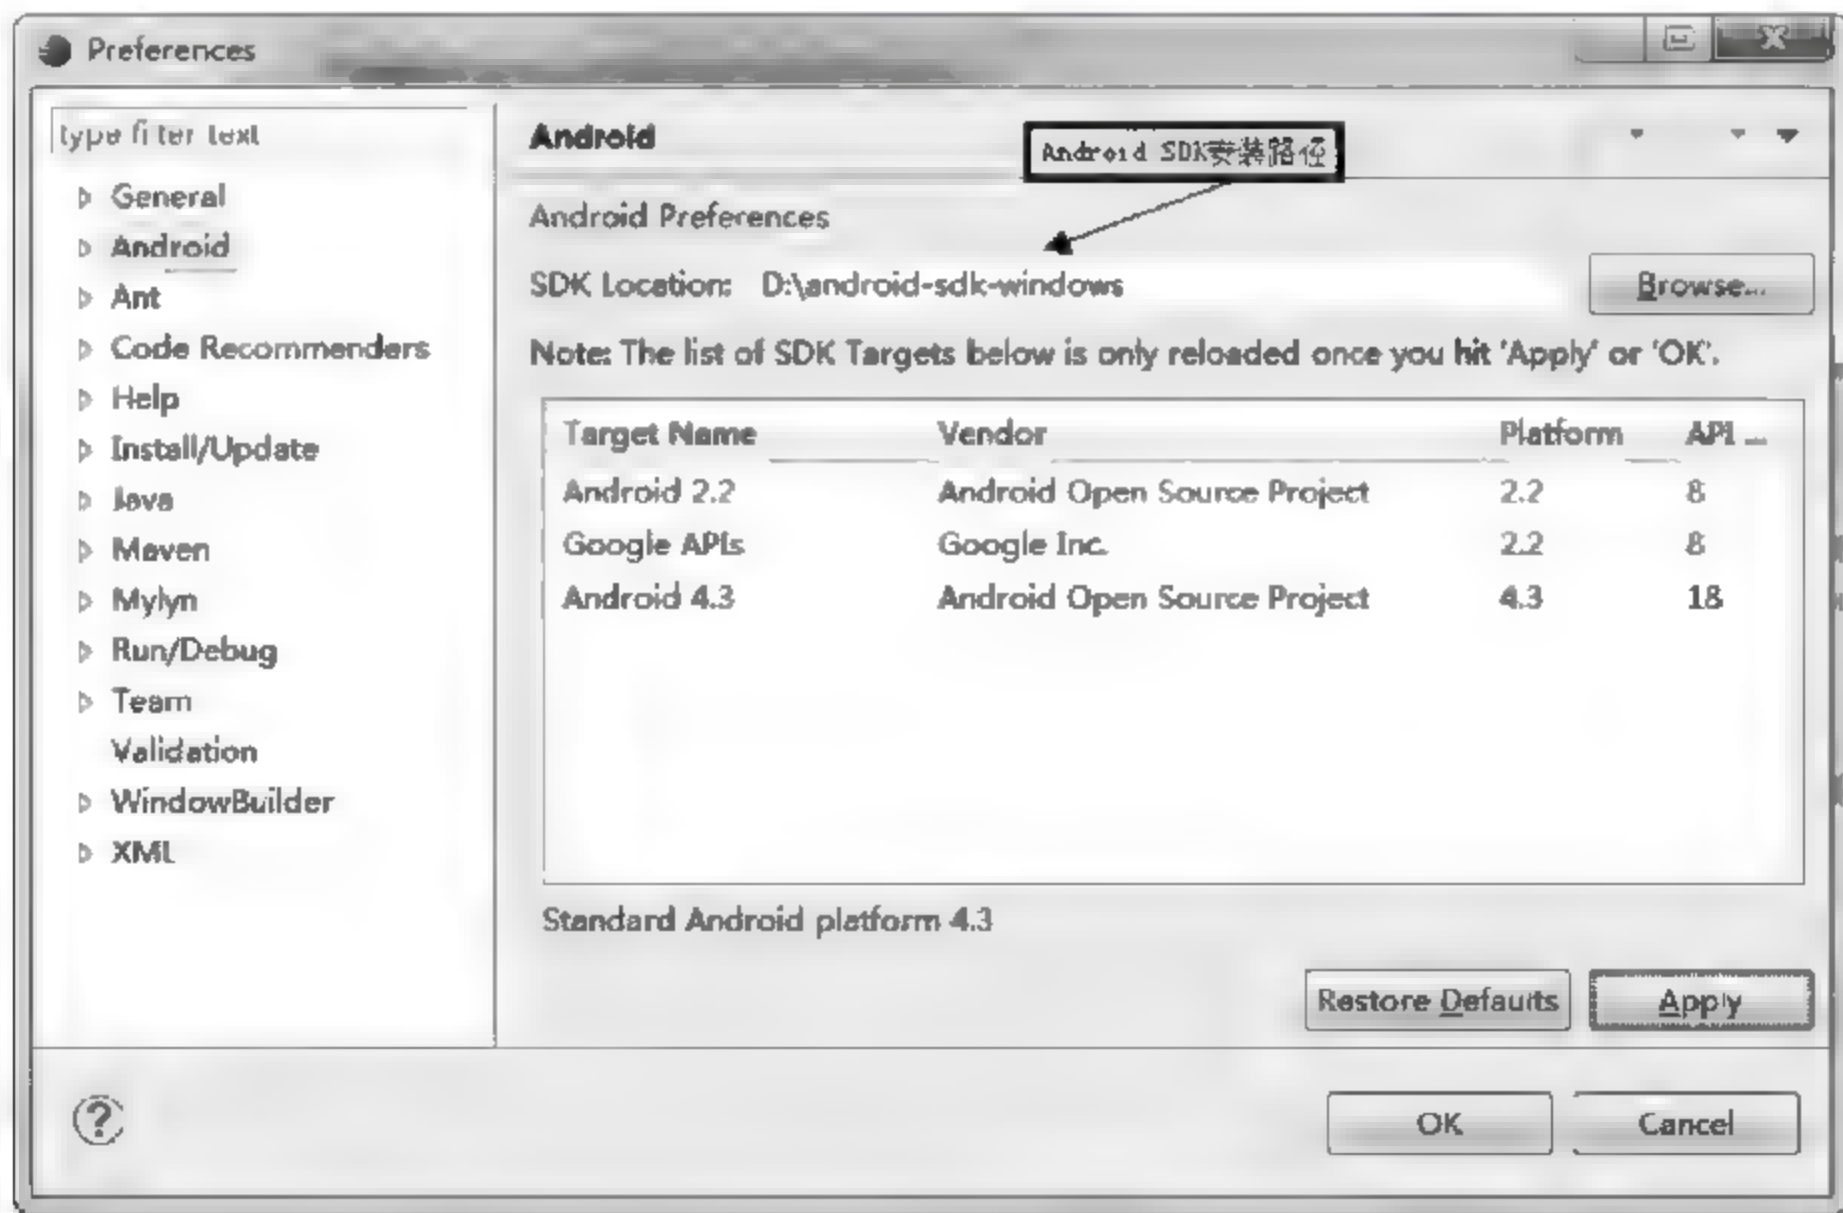 Preferences
type filter text
General
Android
Ant
Code Recommenders
Help
Install/Update
Java
Maven
Mylyn
Run/Debug
Team
Validation
WindowBuilder
XML
Android
Android SDK安装路径
Android Preferences
SDK Location: D:\android-sdk-windows
Browse...
Note: The list of SDK Targets below is only reloaded once you hit 'Apply' or 'OK'.
Target Name Vendor Platform API ...
Android 2.2 Android Open Source Project 2.2 8
Google APIs Google Inc. 2.2 8
Android 4.3 Android Open Source Project 4.3 18
Standard Android platform 4.3
Restore Defaults Apply
? OK Cancel